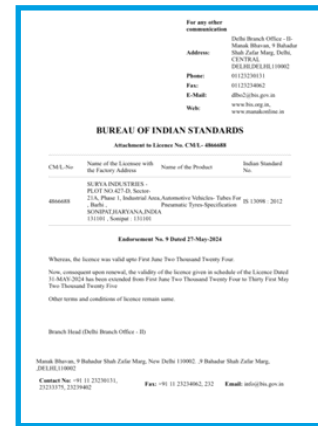 For any other
communication
Delhi Branch Office - II-
Manak Bhavan, 9 Bahadur
Address: Shah Zafar Marg, Delhi,
CENTRAL
DELHI,DELHI,110002
Phone: 01123230131
Fax: 01123234062
E-Mail: dlbo2@bis.gov.in
Web: www.bis.org.in,
www.manakonline.in
BUREAU OF INDIAN STANDARDS
Attachment to Licence No. CM/L- 4866688
CM/L-No Name of the Licensee with the Factory Address Name of the Product Indian Standard No.
4866688 SURYA INDUSTRIES - PLOT NO.427-D, Sector-21A, Phase 1, Industrial Area, , Barhi , SONIPAT,HARYANA,INDIA 131101 , Sonipat : 131101 Automotive Vehicles- Tubes For Pneumatic Tyres-Specification IS 13098 : 2012
Endorsement No. 9 Dated 27-May-2024
Whereas, the licence was valid upto First June Two Thousand Twenty Four
Now, consequent upon renewal, the validity of the licence given in schedule of the Licence Dated
31-MAY-2024 has been extended from First June Two Thousand Twenty Four to Thirty First May
Two Thousand Twenty Five
Other terms and conditions of licence remain same.
Branch Head (Delhi Branch Office - II)
Manak Bhavan, 9 Bahadur Shah Zafar Marg, New Delhi 110002. ,9 Bahadur Shah Zafar Marg,
,DELHI,110002
Contact No: +91 11 23230131, Fax: +91 11 23234062, 232 Email: info@bis.gov.in
23233375, 23239402